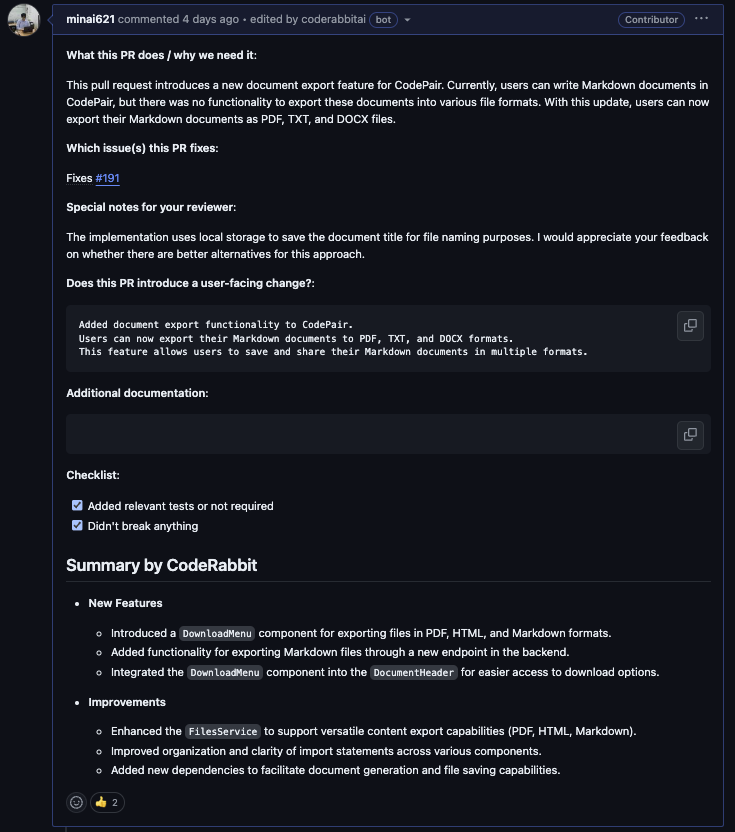 minai621 commented 4 days ago • edited by coderabbitai bot Contributor ...
What this PR does / why we need it:
This pull request introduces a new document export feature for CodePair. Currently, users can write Markdown documents in
CodePair, but there was no functionality to export these documents into various file formats. With this update, users can now
export their Markdown documents as PDF, TXT, and DOCX files.
Which issue(s) this PR fixes:
Fixes #191
Special notes for your reviewer:
The implementation uses local storage to save the document title for file naming purposes. I would appreciate your feedback
on whether there are better alternatives for this approach.
Does this PR introduce a user-facing change?:
Added document export functionality to CodePair.
Users can now export their Markdown documents to PDF, TXT, and DOCX formats.
This feature allows users to save and share their Markdown documents in multiple formats.
Additional documentation:
Checklist:
Added relevant tests or not required
Didn't break anything
Summary by CodeRabbit
• New Features
Introduced a DownloadMenu component for exporting files in PDF, HTML, and Markdown formats.
Added functionality for exporting Markdown files through a new endpoint in the backend.
Integrated the DownloadMenu component into the DocumentHeader for easier access to download options.
• Improvements
Enhanced the FilesService to support versatile content export capabilities (PDF, HTML, Markdown).
Improved organization and clarity of import statements across various components.
Added new dependencies to facilitate document generation and file saving capabilities.
👍 2